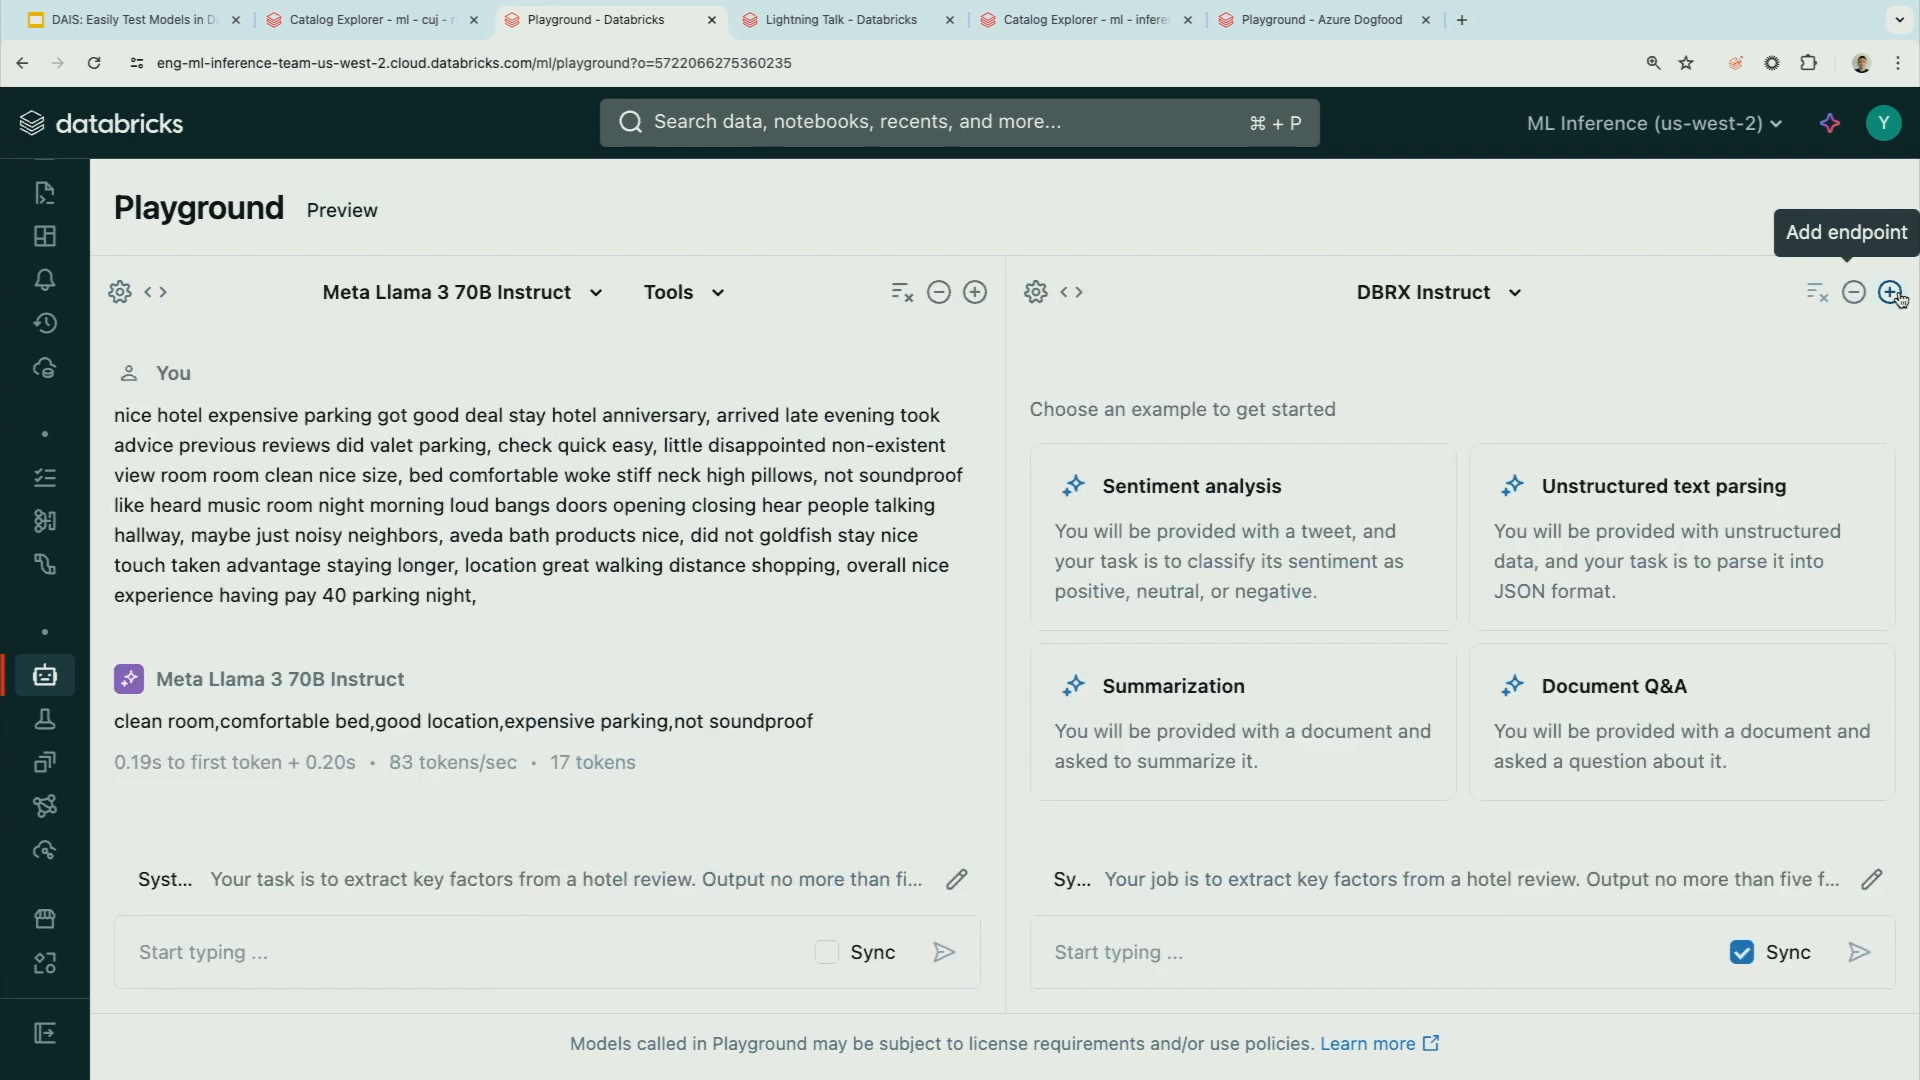 DAIS: Easily Test Models in D
Catalog Explorer - ml - cuj - r
Playground - Databricks
Lightning Talk - Databricks
Catalog Explorer - ml - infere
Playground - Azure Dogfood
eng-ml-inference-team-us-west-2.cloud.databricks.com/ml/playground?o=5722066275360235
databricks
Search data, notebooks, recents, and more...
⌘ + P
ML Inference (us-west-2)
Y
Playground
Preview
Add endpoint
Meta Llama 3 70B Instruct
Tools
DBRX Instruct
You
nice hotel expensive parking got good deal stay hotel anniversary, arrived late evening took
advice previous reviews did valet parking, check quick easy, little disappointed non-existent
view room room clean nice size, bed comfortable woke stiff neck high pillows, not soundproof
like heard music room night morning loud bangs doors opening closing hear people talking
hallway, maybe just noisy neighbors, aveda bath products nice, did not goldfish stay nice
touch taken advantage staying longer, location great walking distance shopping, overall nice
experience having pay 40 parking night,
Meta Llama 3 70B Instruct
clean room,comfortable bed,good location,expensive parking,not soundproof
0.19s to first token + 0.20s • 83 tokens/sec • 17 tokens
Syst... Your task is to extract key factors from a hotel review. Output no more than fi...
Start typing ...
Sync
Choose an example to get started
Sentiment analysis
You will be provided with a tweet, and
your task is to classify its sentiment as
positive, neutral, or negative.
Unstructured text parsing
You will be provided with unstructured
data, and your task is to parse it into
JSON format.
Summarization
You will be provided with a document and
asked to summarize it.
Document Q&A
You will be provided with a document and
asked a question about it.
Sy... Your job is to extract key factors from a hotel review. Output no more than five f...
Start typing ...
Sync
Models called in Playground may be subject to license requirements and/or use policies. Learn more